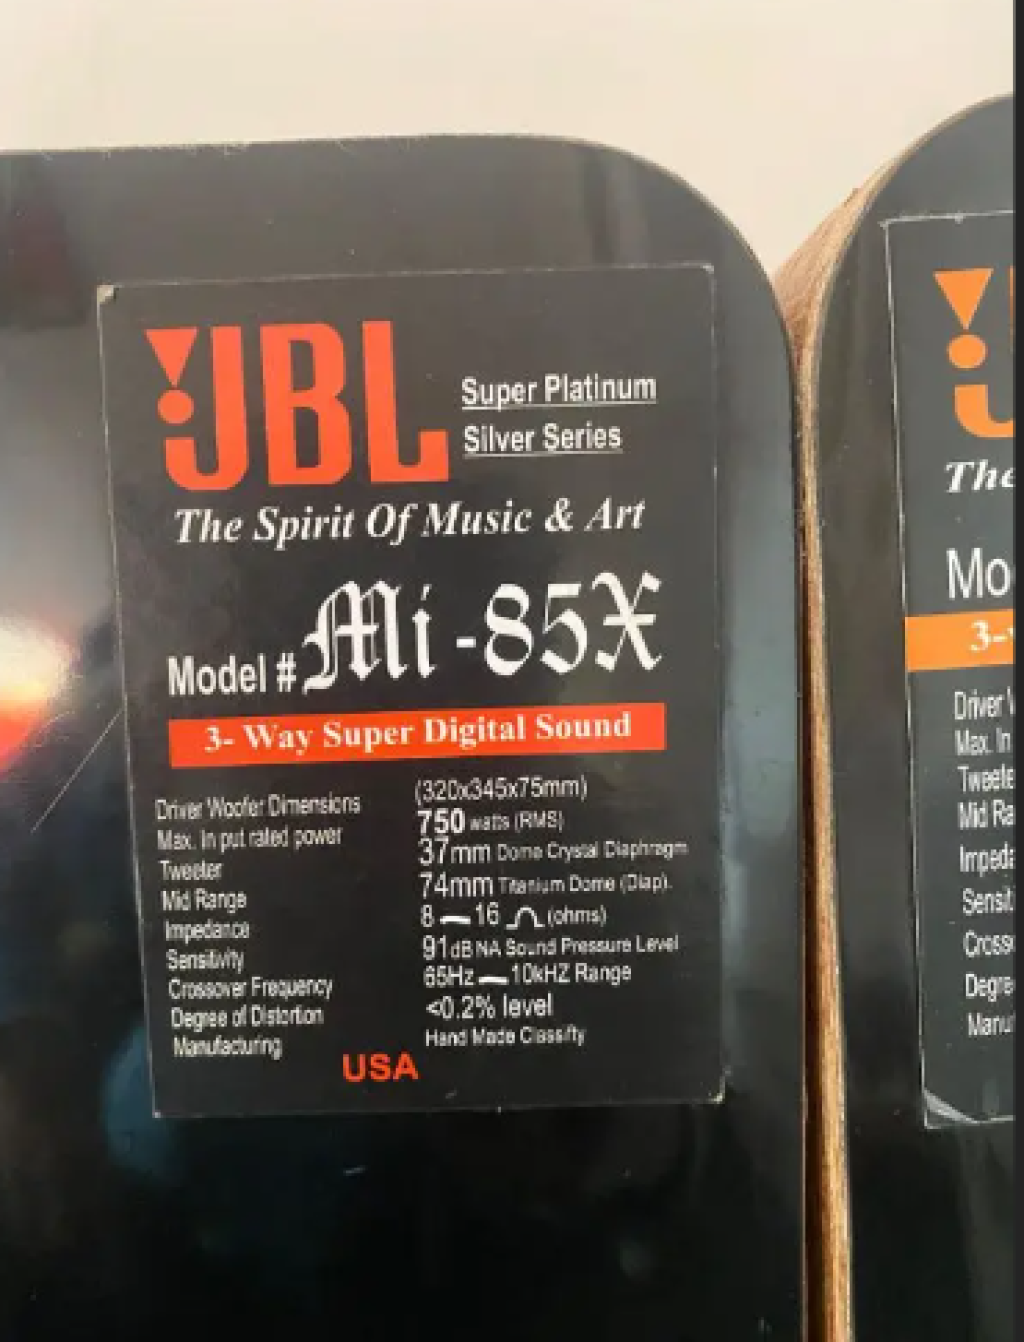 JBL
Super Platinum
Silver Series
The Spirit Of Music & Art
Model # Mi -85X
3- Way Super Digital Sound
Driver Woofer Dimensions (320x345x75mm)
Max. In put rated power 750 watts (RMS)
Tweeter 37mm Dome Crystal Diaphragm
Mid Range 74mm Titanium Dome (Diap).
Impedance 8 — 16 (ohms)
Sensitivity 91dB NA Sound Pressure Level
Crossover Frequency 65Hz — 10kHZ Range
Degree of Distortion <0.2% level
Manufacturing Hand Made Classifty
USA
J
The
Mo
3-
Driver
Max. In
Tweete
Mid Ra
Impeda
Sensit
Cross
Degre
Manu